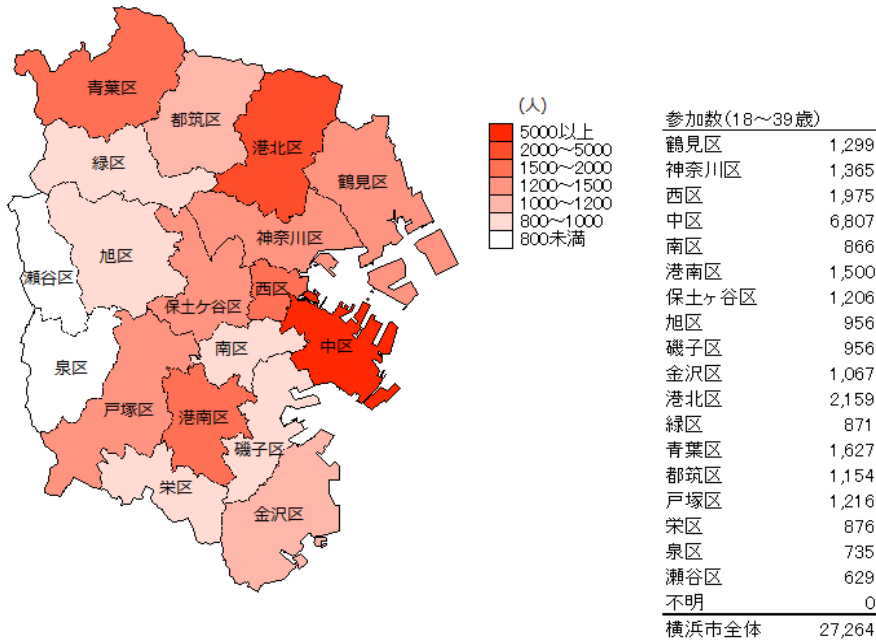 青葉区
都筑区
港北区
緑区
鶴見区
神奈川区
旭区
瀬谷区
西区
保土ケ谷区
中区
南区
泉区
戸塚区
港南区
磯子区
栄区
金沢区
(人)
5000以上
2000~5000
1500~2000
1200~1500
1000~1200
800~1000
800未満
参加数(18~39歳)
鶴見区 1,299
神奈川区 1,365
西区 1,975
中区 6,807
南区 866
港南区 1,500
保土ヶ谷区 1,206
旭区 956
磯子区 956
金沢区 1,067
港北区 2,159
緑区 871
青葉区 1,627
都筑区 1,154
戸塚区 1,216
栄区 876
泉区 735
瀬谷区 629
不明 0
横浜市全体 27,264